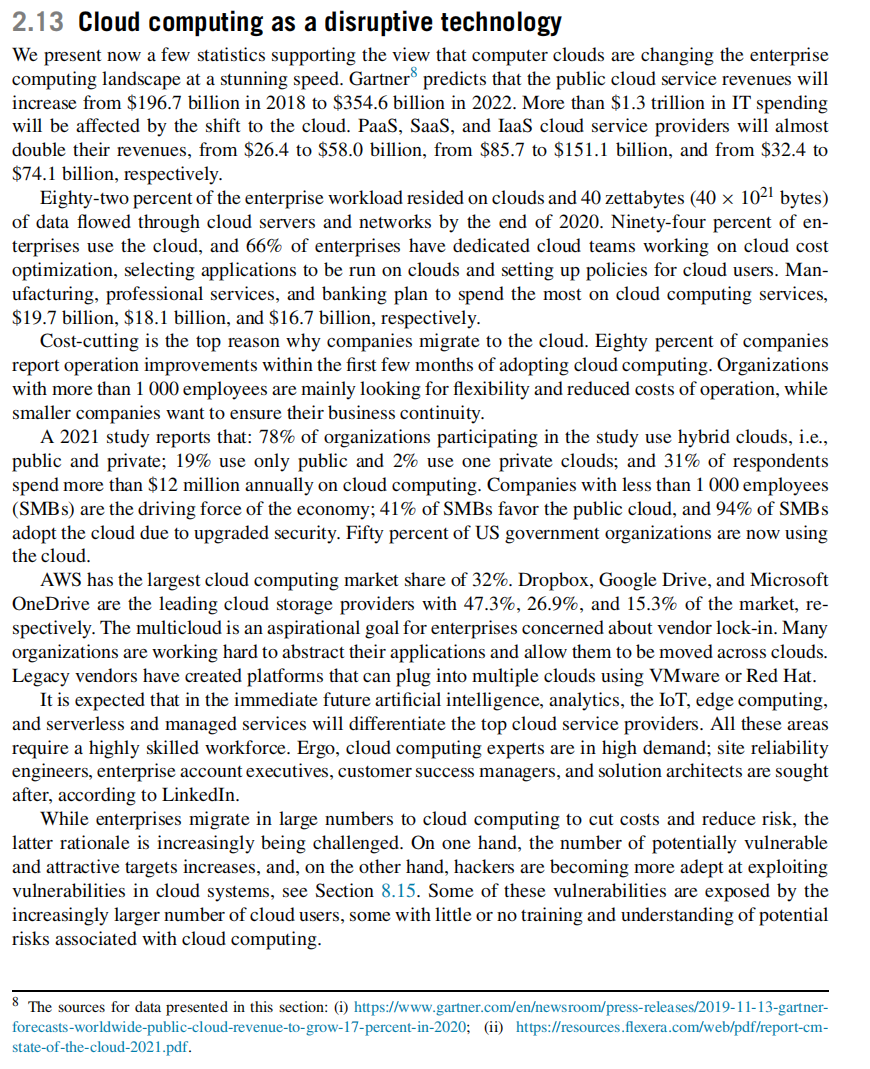 2.13 Cloud computing as a disruptive technology
We present now a few statistics supporting the view that computer clouds are changing the enterprise
computing landscape at a stunning speed. Gartner⁸ predicts that the public cloud service revenues will
increase from $196.7 billion in 2018 to $354.6 billion in 2022. More than $1.3 trillion in IT spending
will be affected by the shift to the cloud. PaaS, SaaS, and IaaS cloud service providers will almost
double their revenues, from $26.4 to $58.0 billion, from $85.7 to $151.1 billion, and from $32.4 to
$74.1 billion, respectively.
Eighty-two percent of the enterprise workload resided on clouds and 40 zettabytes (40 × 10²¹ bytes)
of data flowed through cloud servers and networks by the end of 2020. Ninety-four percent of en-
terprises use the cloud, and 66% of enterprises have dedicated cloud teams working on cloud cost
optimization, selecting applications to be run on clouds and setting up policies for cloud users. Man-
ufacturing, professional services, and banking plan to spend the most on cloud computing services,
$19.7 billion, $18.1 billion, and $16.7 billion, respectively.
Cost-cutting is the top reason why companies migrate to the cloud. Eighty percent of companies
report operation improvements within the first few months of adopting cloud computing. Organizations
with more than 1 000 employees are mainly looking for flexibility and reduced costs of operation, while
smaller companies want to ensure their business continuity.
A 2021 study reports that: 78% of organizations participating in the study use hybrid clouds, i.e.,
public and private; 19% use only public and 2% use one private clouds; and 31% of respondents
spend more than $12 million annually on cloud computing. Companies with less than 1 000 employees
(SMBs) are the driving force of the economy; 41% of SMBs favor the public cloud, and 94% of SMBs
adopt the cloud due to upgraded security. Fifty percent of US government organizations are now using
the cloud.
AWS has the largest cloud computing market share of 32%. Dropbox, Google Drive, and Microsoft
OneDrive are the leading cloud storage providers with 47.3%, 26.9%, and 15.3% of the market, re-
spectively. The multicloud is an aspirational goal for enterprises concerned about vendor lock-in. Many
organizations are working hard to abstract their applications and allow them to be moved across clouds.
Legacy vendors have created platforms that can plug into multiple clouds using VMware or Red Hat.
It is expected that in the immediate future artificial intelligence, analytics, the IoT, edge computing,
and serverless and managed services will differentiate the top cloud service providers. All these areas
require a highly skilled workforce. Ergo, cloud computing experts are in high demand; site reliability
engineers, enterprise account executives, customer success managers, and solution architects are sought
after, according to LinkedIn.
While enterprises migrate in large numbers to cloud computing to cut costs and reduce risk, the
latter rationale is increasingly being challenged. On one hand, the number of potentially vulnerable
and attractive targets increases, and, on the other hand, hackers are becoming more adept at exploiting
vulnerabilities in cloud systems, see Section 8.15. Some of these vulnerabilities are exposed by the
increasingly larger number of cloud users, some with little or no training and understanding of potential
risks associated with cloud computing.
⁸ The sources for data presented in this section: (i) https://www.gartner.com/en/newsroom/press-releases/2019-11-13-gartner-
forecasts-worldwide-public-cloud-revenue-to-grow-17-percent-in-2020; (ii) https://resources.flexera.com/web/pdf/report-cm-
state-of-the-cloud-2021.pdf.